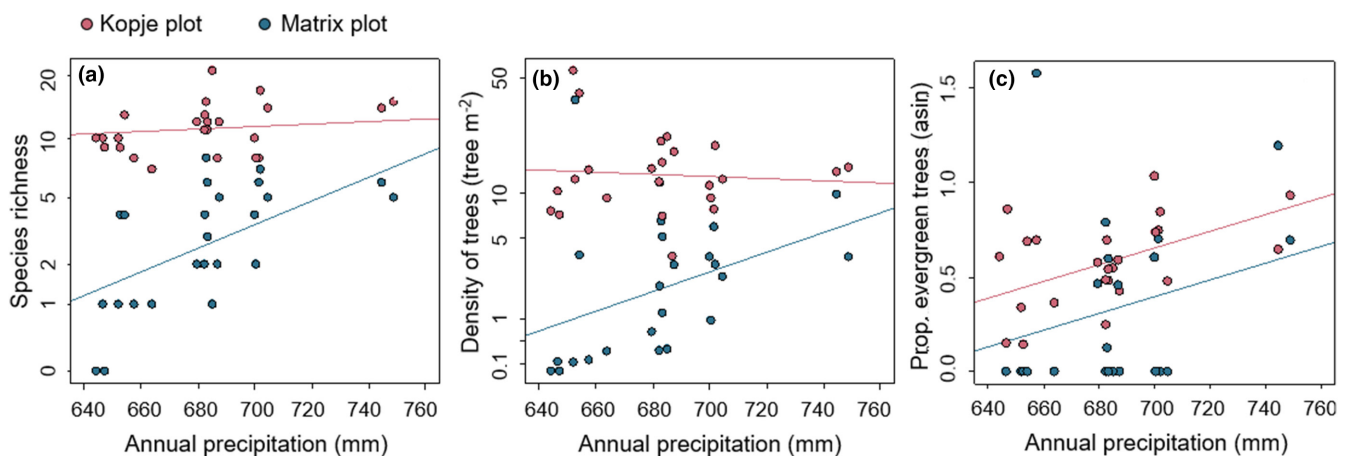 Kopje plot Matrix plot
(a) (b) (c)
Species richness
20
10
5
2
1
0
640 660 680 700 720 740 760
Annual precipitation (mm)
Density of trees (tree m⁻²)
50
10
5
1
0.1
640 660 680 700 720 740 760
Annual precipitation (mm)
Prop. evergreen trees (asin)
1.5
1.0
0.5
0.0
640 660 680 700 720 740 760
Annual precipitation (mm)